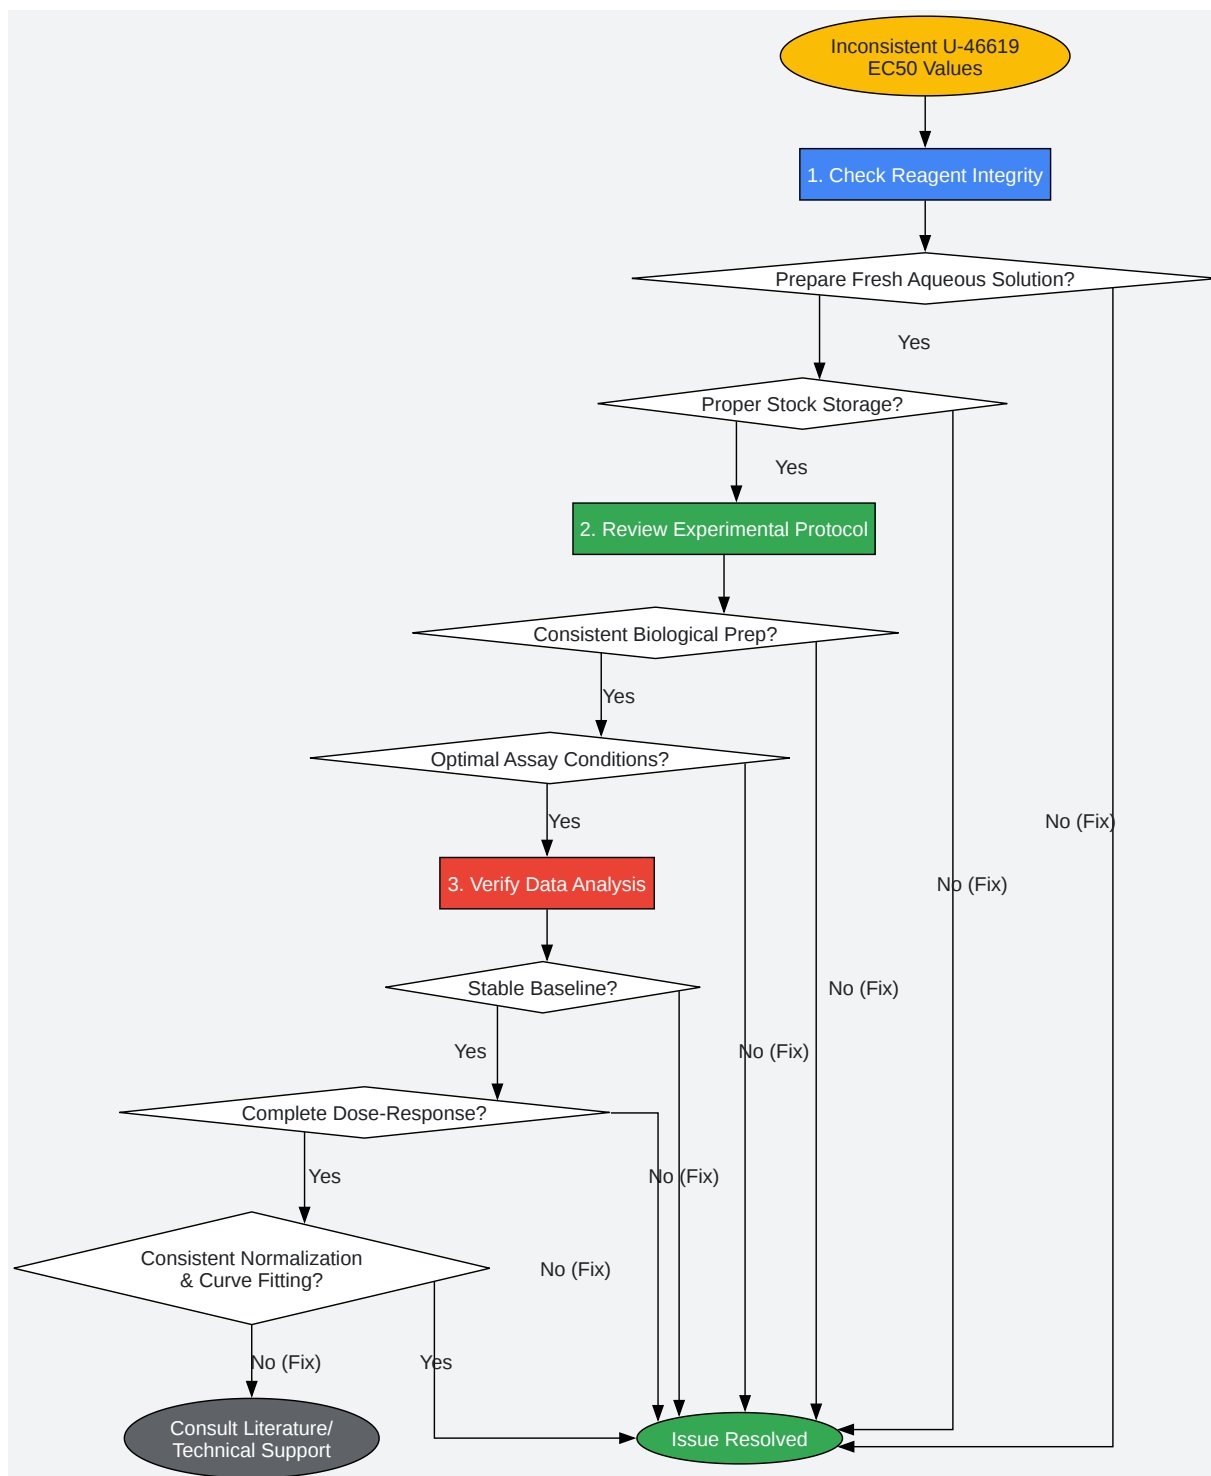 Inconsistent U-46619
EC50 Values
1. Check Reagent Integrity
Prepare Fresh Aqueous Solution?
Yes
Proper Stock Storage?
Yes
2. Review Experimental Protocol
Consistent Biological Prep?
Yes
Optimal Assay Conditions?
Yes
No (Fix)
3. Verify Data Analysis
No (Fix)
Stable Baseline?
No (Fix)
Yes
No (Fix)
Complete Dose-Response?
Yes
No (Fix)
Consistent Normalization
& Curve Fitting?
No (Fix)
No (Fix)
Yes
Consult Literature/
Technical Support
Issue Resolved